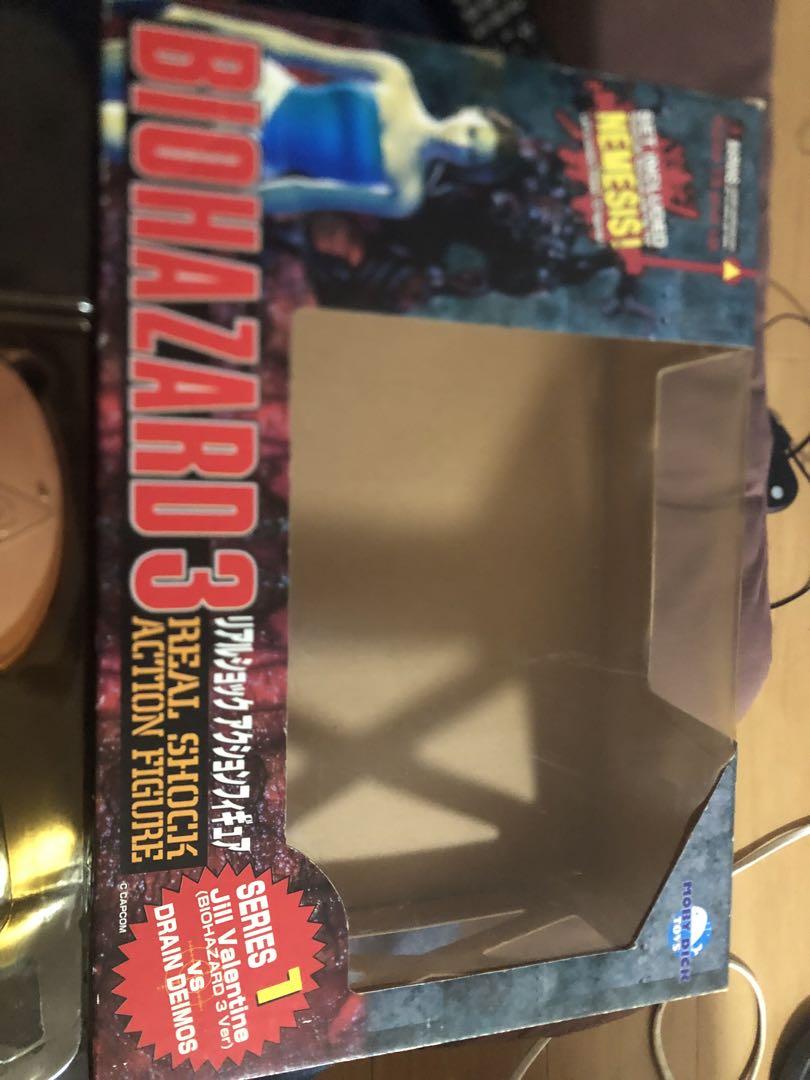 GET ORGANIZED
NEMESIS!
MOBY DICK
TOYS
BIOHAZARD 3
リアルショックアクションフィギュア
REAL SHOCK
ACTION FIGURE
SERIES 1
Jill Valentine
(BIOHAZARD 3 Ver)
VS
DRAIN DEIMOS
© CAPCOM